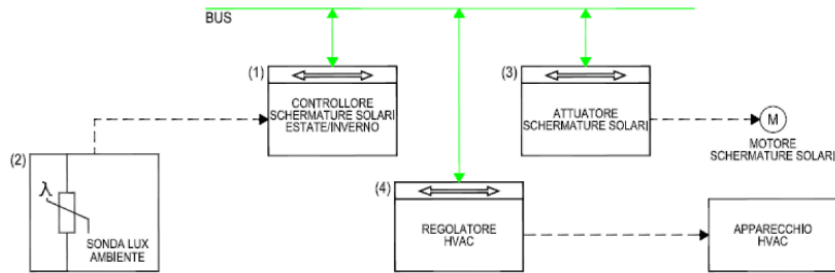 BUS
(1)
CONTROLLORE
SCHERMATURE SOLARI
ESTATE/INVERNO
(3)
ATTUATORE
SCHERMATURE SOLARI
M
MOTORE
SCHERMATURE SOLARI
(2)
λ
SONDA LUX
AMBIENTE
(4)
REGOLATORE
HVAC
APPARECCHIO
HVAC